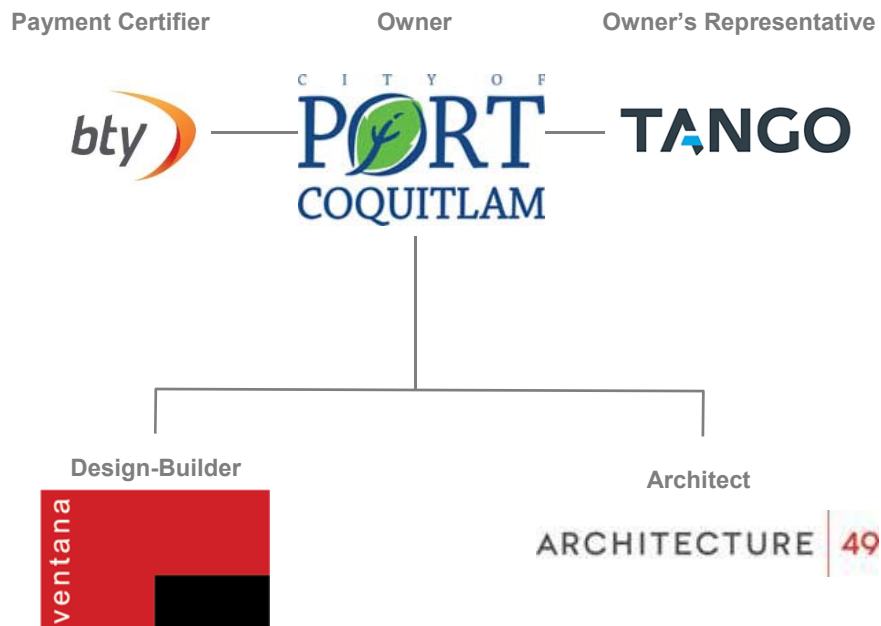 Payment Certifier
Owner
Owner's Representative
bty
CITY OF
PORT
COQUITLAM
TANGO
Design-Builder
Architect
ventana
ARCHITECTURE 49